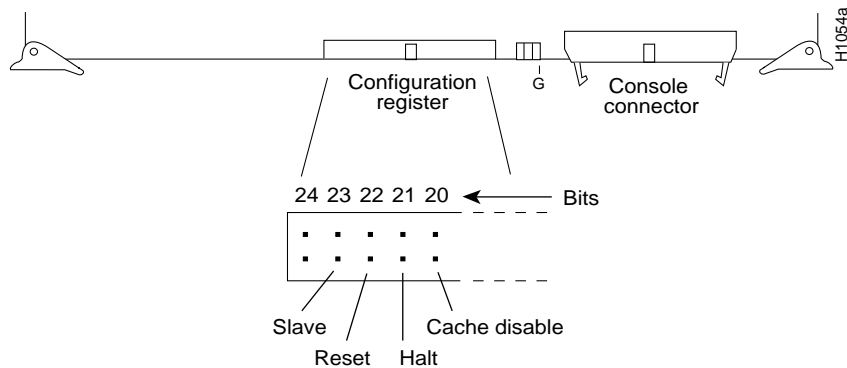 H1054a
Configuration
register
G
Console
connector
24 23 22 21 20
Bits
Slave
Cache disable
Reset
Halt